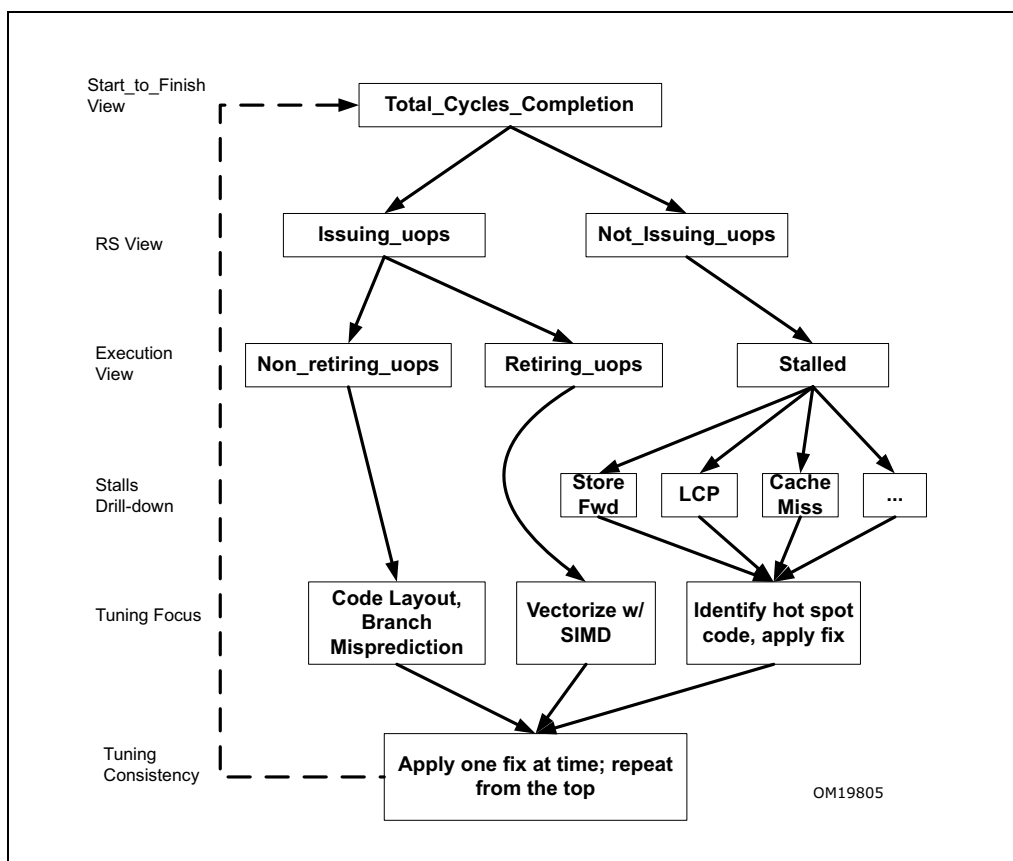 Start_to_Finish
View
Total_Cycles_Completion
RS View
Issuing_uops
Not_Issuing_uops
Execution
View
Non_retiring_uops
Retiring_uops
Stalled
Stalls
Drill-down
Store
Fwd
LCP
Cache
Miss
...
Tuning Focus
Code Layout,
Branch
Misprediction
Vectorize w/
SIMD
Identify hot spot
code, apply fix
Tuning
Consistency
Apply one fix at time; repeat
from the top
OM19805